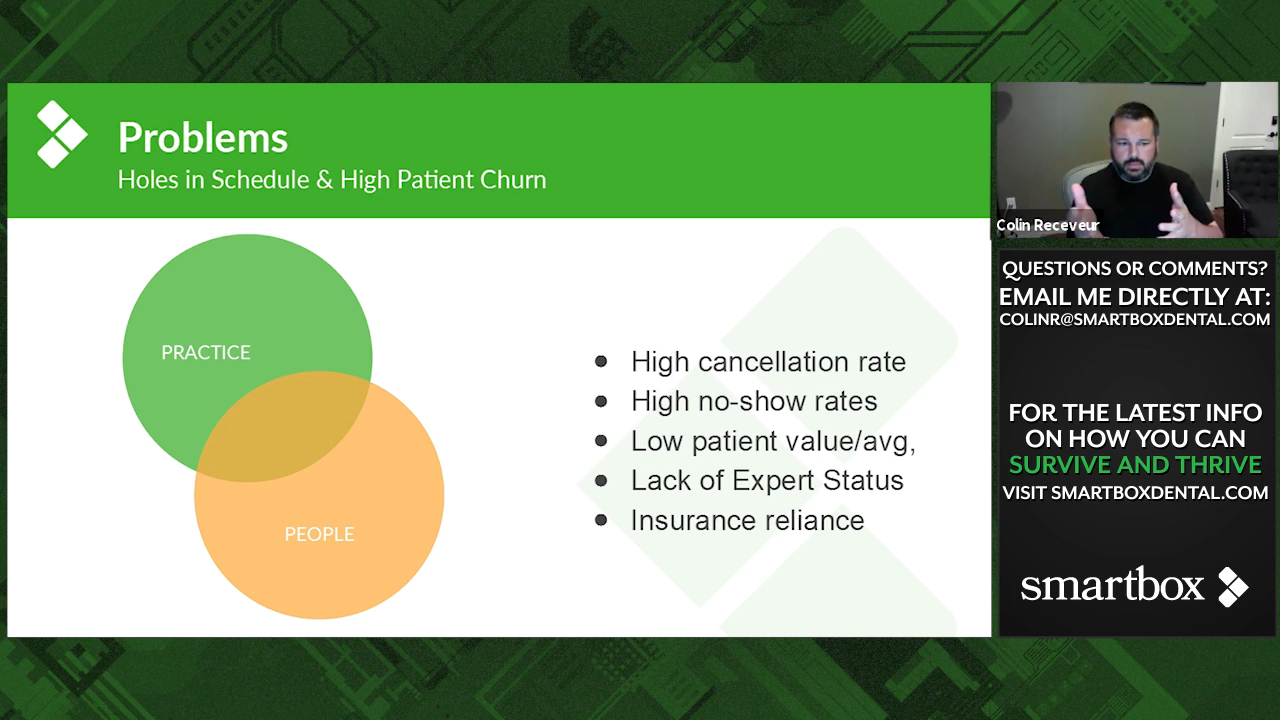 Problems
Holes in Schedule & High Patient Churn
PRACTICE
PEOPLE
High cancellation rate
High no-show rates
Low patient value/avg,
Lack of Expert Status
Insurance reliance
Colin Receveur
QUESTIONS OR COMMENTS?
EMAIL ME DIRECTLY AT:
COLINR@SMARTBOXDENTAL.COM
FOR THE LATEST INFO
ON HOW YOU CAN
SURVIVE AND THRIVE
VISIT SMARTBOXDENTAL.COM
smartbox